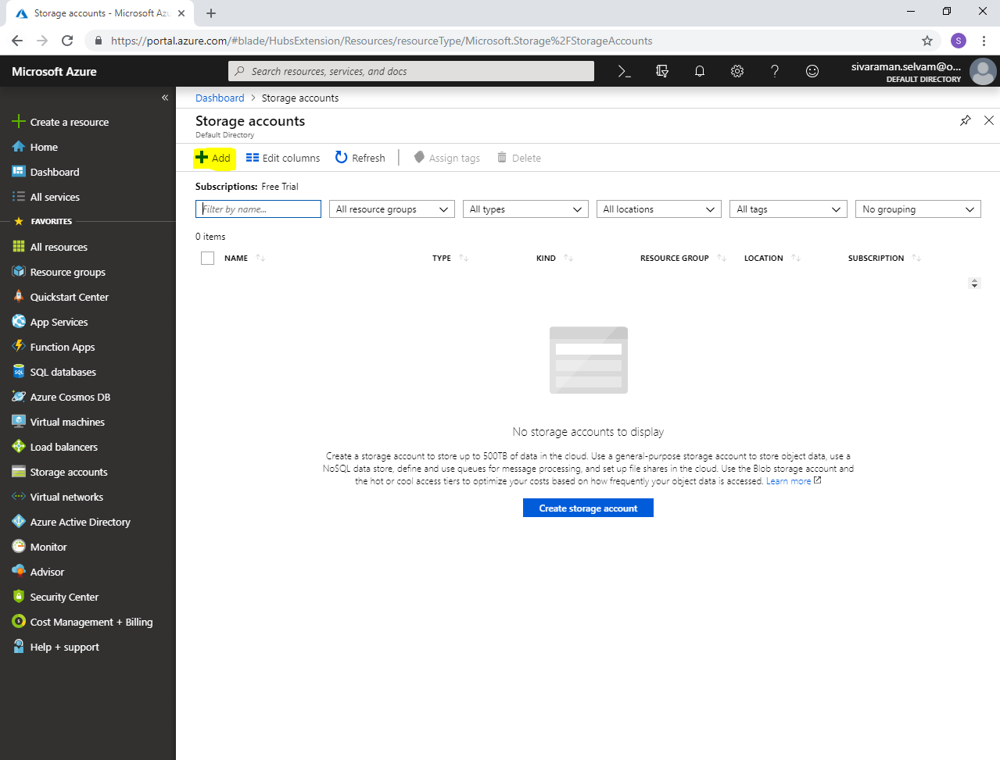 Storage accounts - Microsoft Azu
https://portal.azure.com/#blade/HubsExtension/Resources/resourceType/Microsoft.Storage%2FStorageAccounts
S
Microsoft Azure
Search resources, services, and docs
sivaraman.selvam@o...
DEFAULT DIRECTORY
Dashboard > Storage accounts
Storage accounts
Default Directory
Add Edit columns Refresh Assign tags Delete
Subscriptions: Free Trial
Filter by name... All resource groups All types All locations All tags No grouping
0 items
NAME TYPE KIND RESOURCE GROUP LOCATION SUBSCRIPTION
No storage accounts to display
Create a storage account to store up to 500TB of data in the cloud. Use a general-purpose storage account to store object data, use a
NoSQL data store, define and use queues for message processing, and set up file shares in the cloud. Use the Blob storage account and
the hot or cool access tiers to optimize your costs based on how frequently your object data is accessed. Learn more
Create storage account
Create a resource
Home
Dashboard
All services
FAVORITES
All resources
Resource groups
Quickstart Center
App Services
Function Apps
SQL databases
Azure Cosmos DB
Virtual machines
Load balancers
Storage accounts
Virtual networks
Azure Active Directory
Monitor
Advisor
Security Center
Cost Management + Billing
Help + support